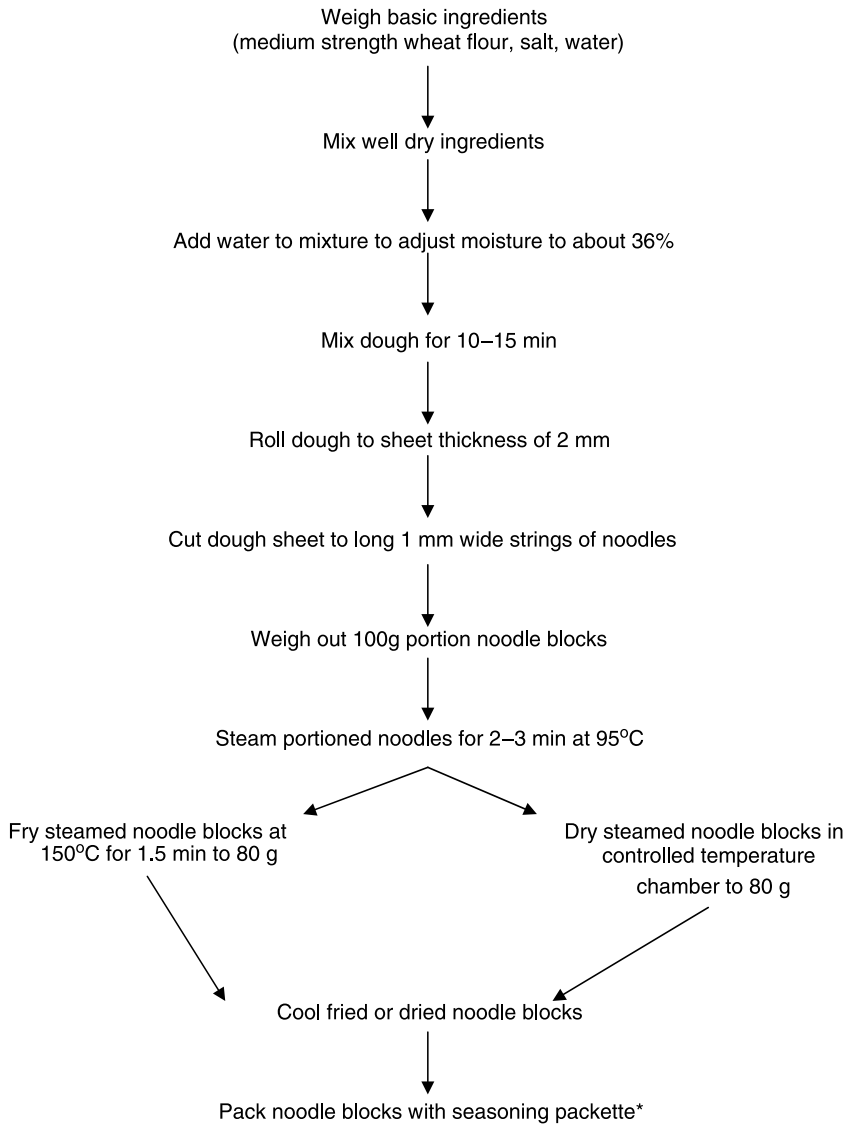 Weigh basic ingredients
(medium strength wheat flour, salt, water)
Mix well dry ingredients
Add water to mixture to adjust moisture to about 36%
Mix dough for 10–15 min
Roll dough to sheet thickness of 2 mm
Cut dough sheet to long 1 mm wide strings of noodles
Weigh out 100g portion noodle blocks
Steam portioned noodles for 2–3 min at 95°C
Fry steamed noodle blocks at
150°C for 1.5 min to 80 g
Dry steamed noodle blocks in
controlled temperature
chamber to 80 g
Cool fried or dried noodle blocks
Pack noodle blocks with seasoning packette*